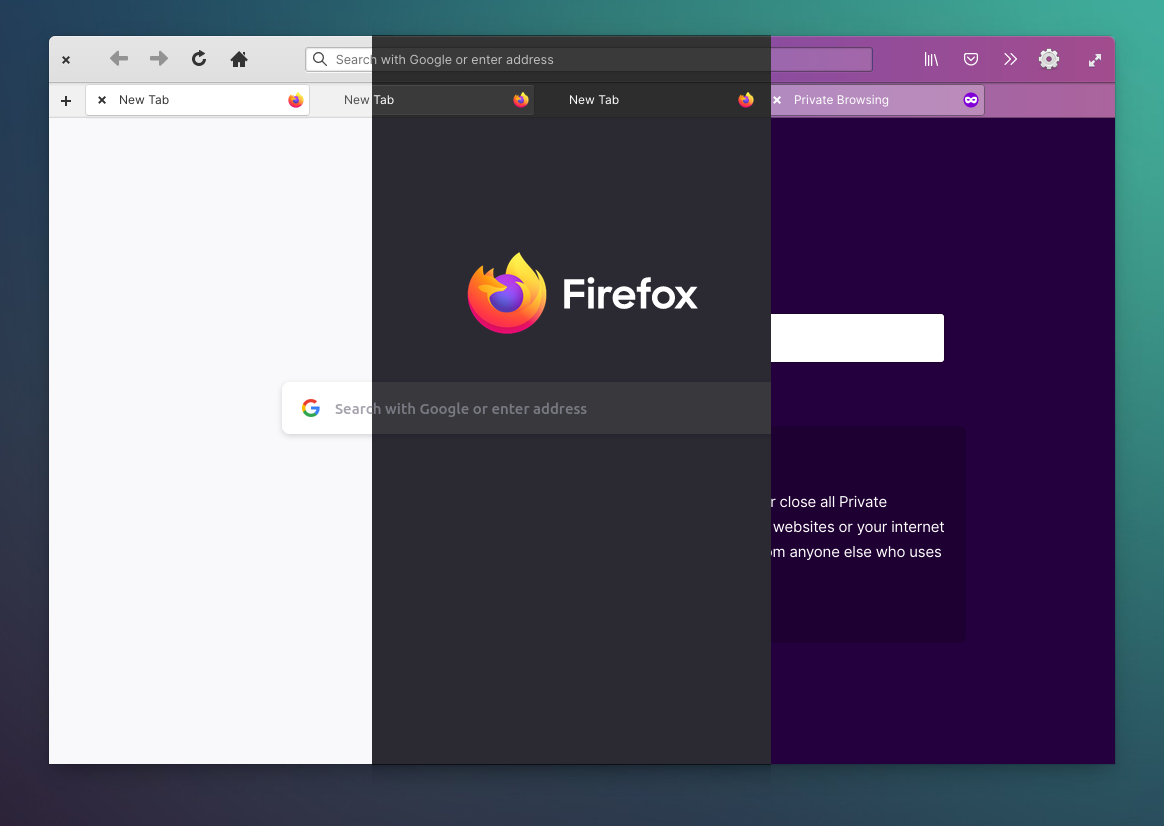 Search with Google or enter address
New Tab
New Tab
New Tab
Private Browsing
Firefox
Search with Google or enter address
r close all Private
websites or your internet
om anyone else who uses